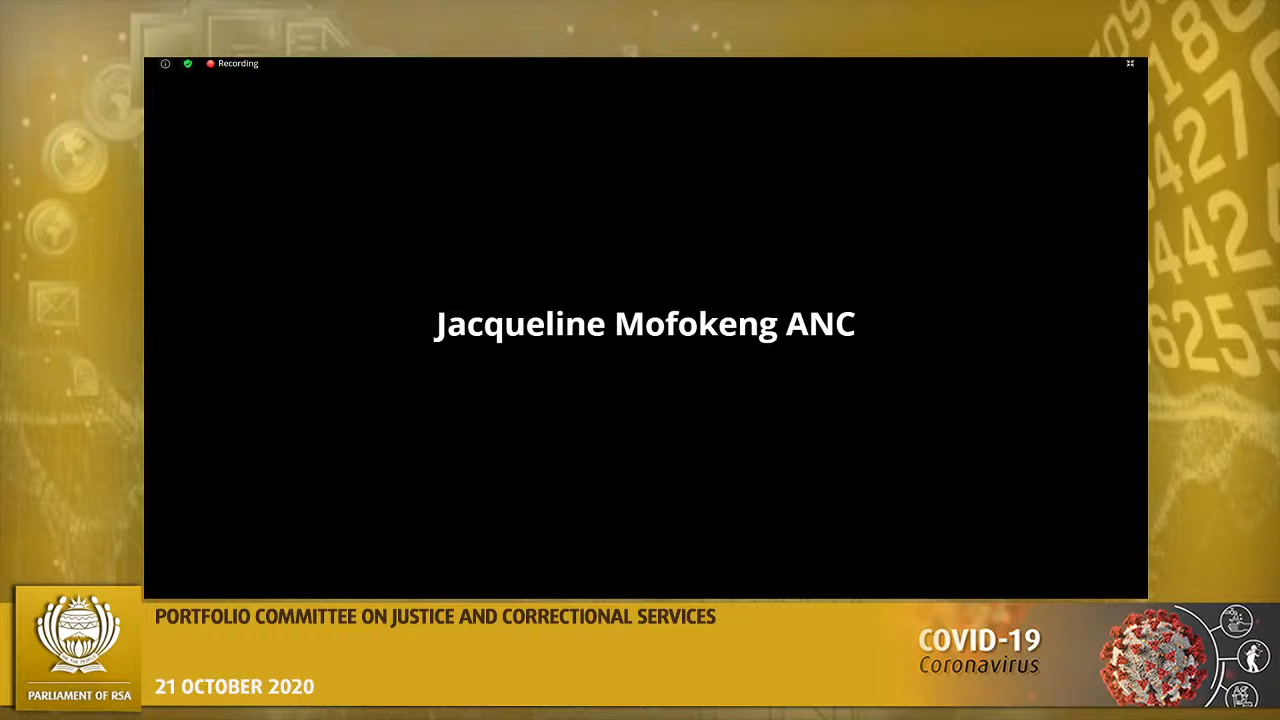 Recording
Jacqueline Mofokeng ANC
PORTFOLIO COMMITTEE ON JUSTICE AND CORRECTIONAL SERVICES
COVID-19
Coronavirus
21 OCTOBER 2020
PARLIAMENT OF RSA